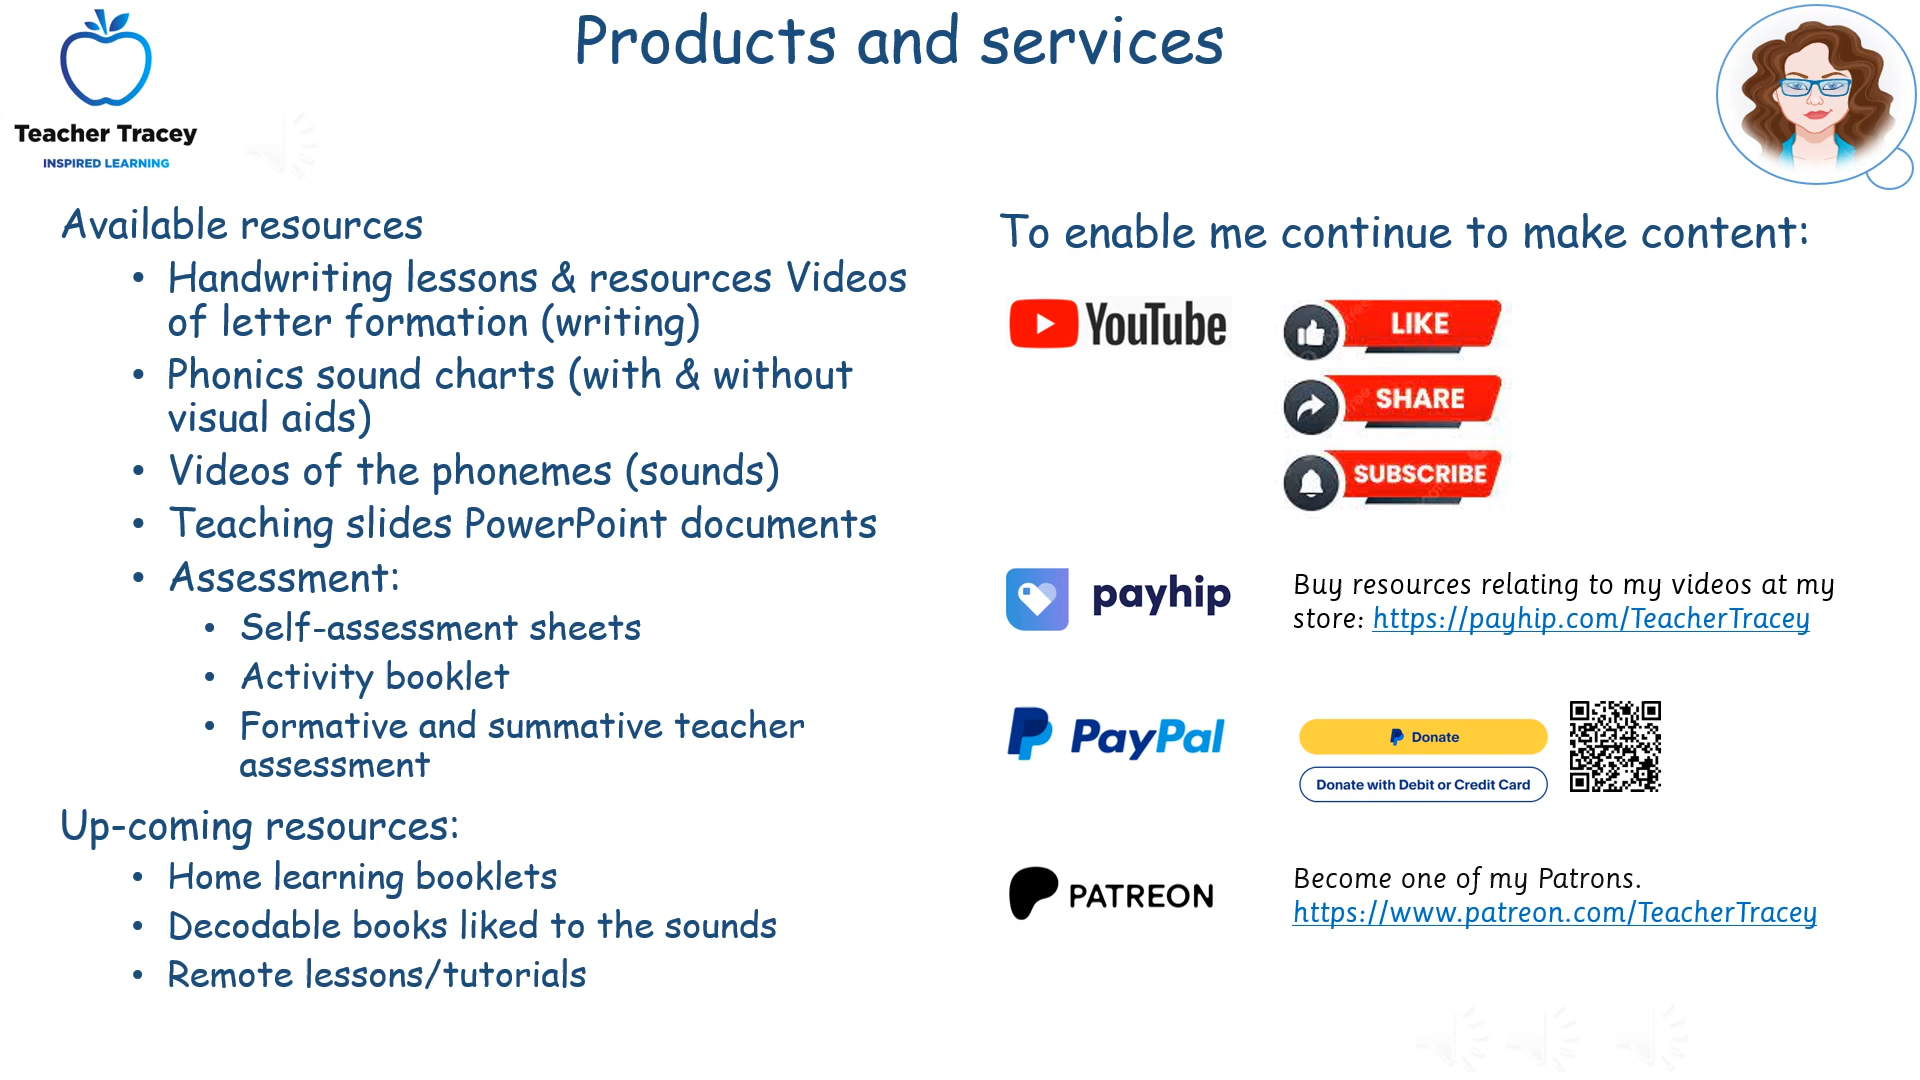 Products and services
Teacher Tracey
INSPIRED LEARNING
Available resources
• Handwriting lessons & resources Videos
of letter formation (writing)
• Phonics sound charts (with & without
visual aids)
• Videos of the phonemes (sounds)
• Teaching slides PowerPoint documents
• Assessment:
• Self-assessment sheets
• Activity booklet
• Formative and summative teacher
assessment
Up-coming resources:
• Home learning booklets
• Decodable books liked to the sounds
• Remote lessons/tutorials
To enable me continue to make content:
YouTube
LIKE
SHARE
SUBSCRIBE
payhip
Buy resources relating to my videos at my
store: https://payhip.com/TeacherTracey
PayPal
Donate
Donate with Debit or Credit Card
PATREON
Become one of my Patrons.
https://www.patreon.com/TeacherTracey